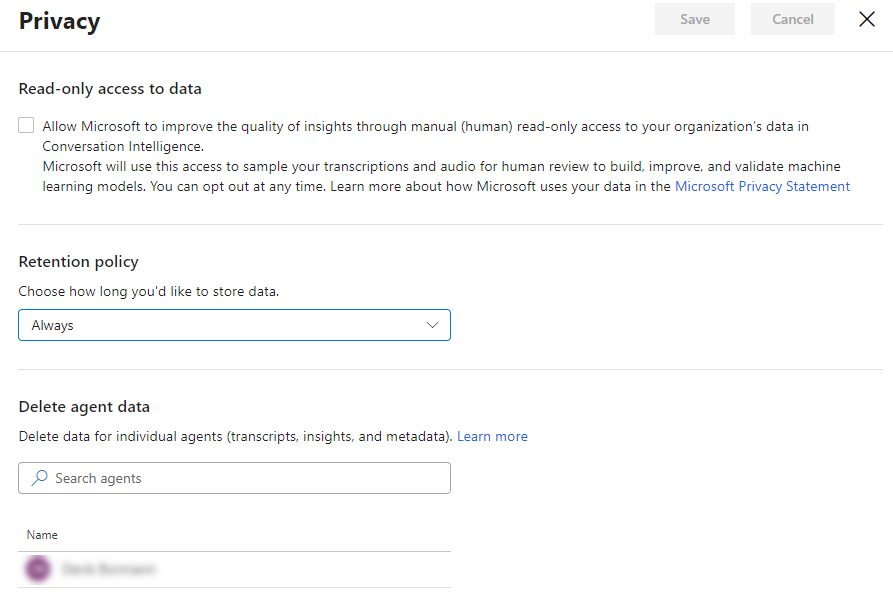 Privacy
Save
Cancel
Read-only access to data
Allow Microsoft to improve the quality of insights through manual (human) read-only access to your organization's data in
Conversation Intelligence.
Microsoft will use this access to sample your transcriptions and audio for human review to build, improve, and validate machine
learning models. You can opt out at any time. Learn more about how Microsoft uses your data in the Microsoft Privacy Statement
Retention policy
Choose how long you'd like to store data.
Always
Delete agent data
Delete data for individual agents (transcripts, insights, and metadata). Learn more
Search agents
Name